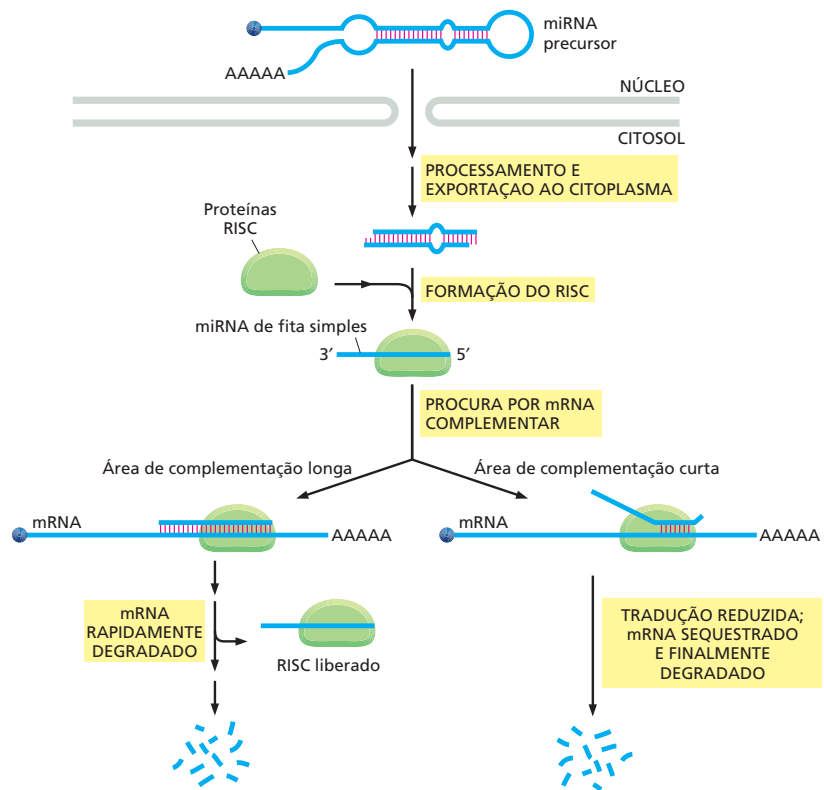 miRNA
precursor
AAAAA
NÚCLEO
CITOSOL
PROCESSAMENTO E
EXPORTAÇAO AO CITOPLASMA
Proteínas
RISC
FORMAÇÃO DO RISC
miRNA de fita simples
3′ 5′
PROCURA POR mRNA
COMPLEMENTAR
Área de complementação longa
Área de complementação curta
mRNA
AAAAA
mRNA
AAAAA
mRNA
RAPIDAMENTE
DEGRADADO
RISC liberado
TRADUÇÃO REDUZIDA;
mRNA SEQUESTRADO
E FINALMENTE
DEGRADADO